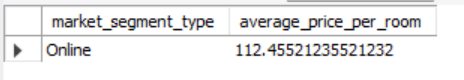 market_segment_type average_price_per_room
Online 112.45521235521232